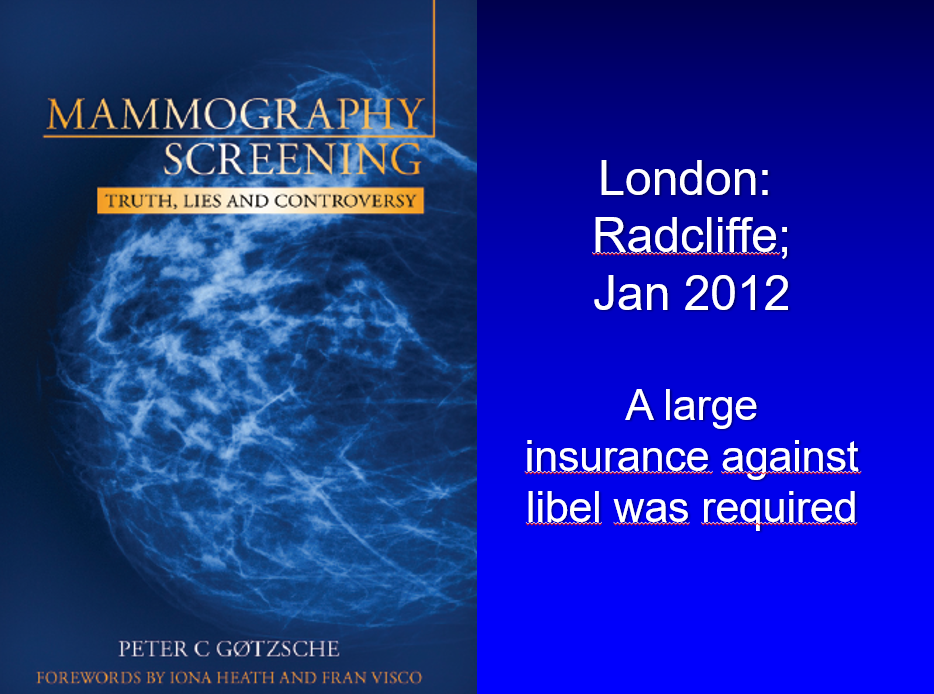 MAMMOGRAPHY
SCREENING
TRUTH, LIES AND CONTROVERSY
PETER C GØTZSCHE
FOREWORDS BY IONA HEATH AND FRAN VISCO
London:
Radcliffe;
Jan 2012
A large
insurance against
libel was required